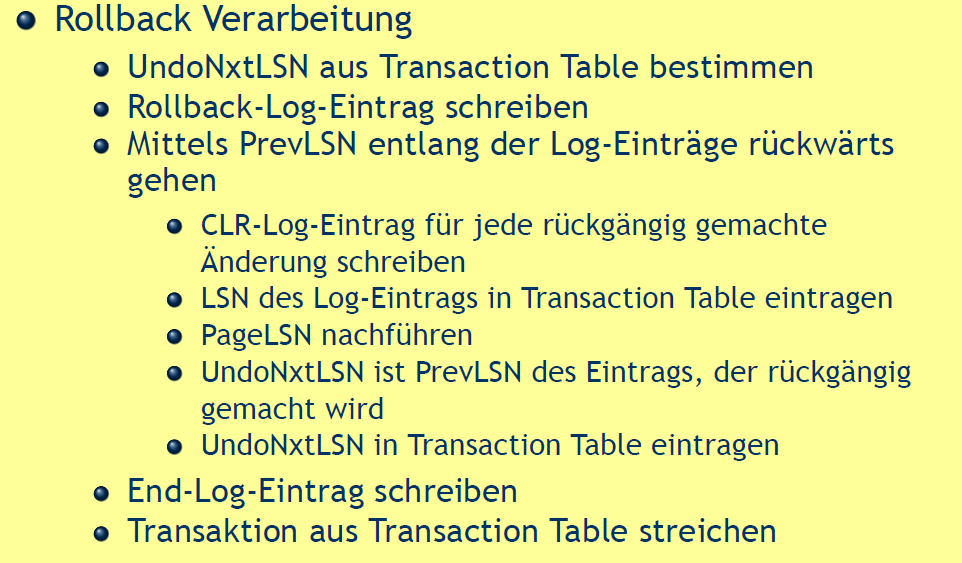 Rollback Verarbeitung
UndoNxtLSN aus Transaction Table bestimmen
Rollback-Log-Eintrag schreiben
Mittels PrevLSN entlang der Log-Einträge rückwärts
gehen
CLR-Log-Eintrag für jede rückgängig gemachte
Änderung schreiben
LSN des Log-Eintrags in Transaction Table eintragen
PageLSN nachführen
UndoNxtLSN ist PrevLSN des Eintrags, der rückgängig
gemacht wird
UndoNxtLSN in Transaction Table eintragen
End-Log-Eintrag schreiben
Transaktion aus Transaction Table streichen